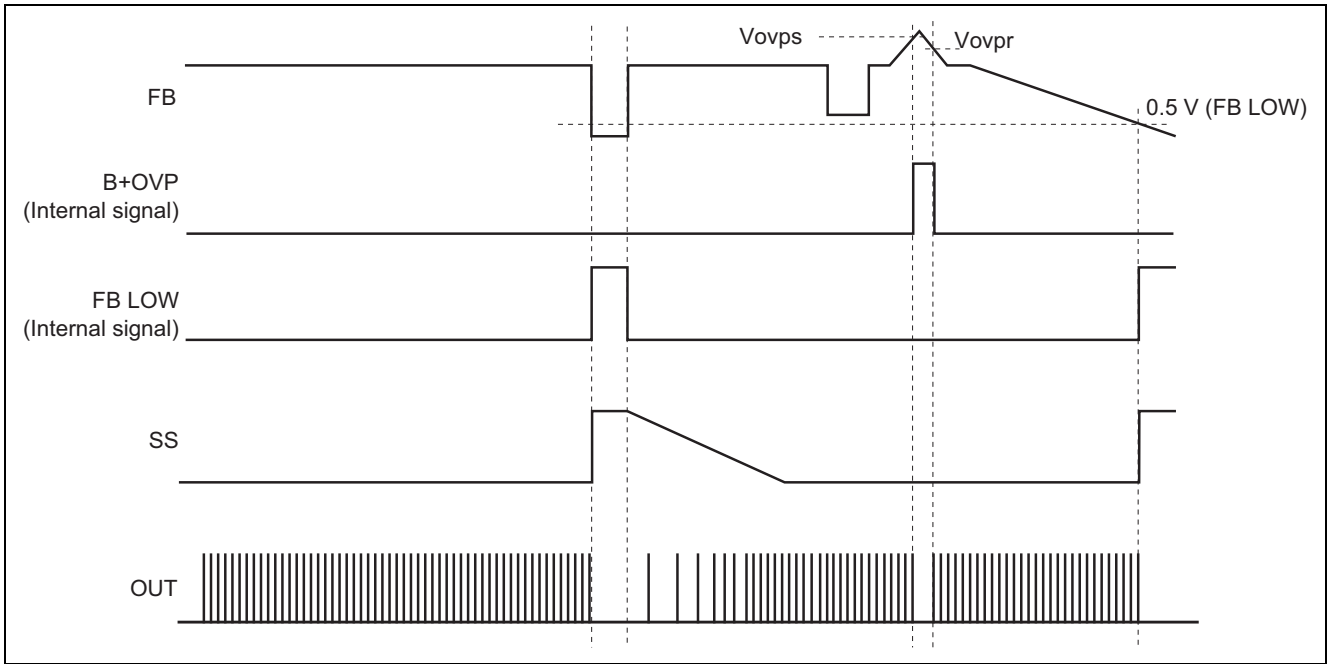 Vovps
Vovpr
FB
0.5 V (FB LOW)
B+OVP
(Internal signal)
FB LOW
(Internal signal)
SS
OUT